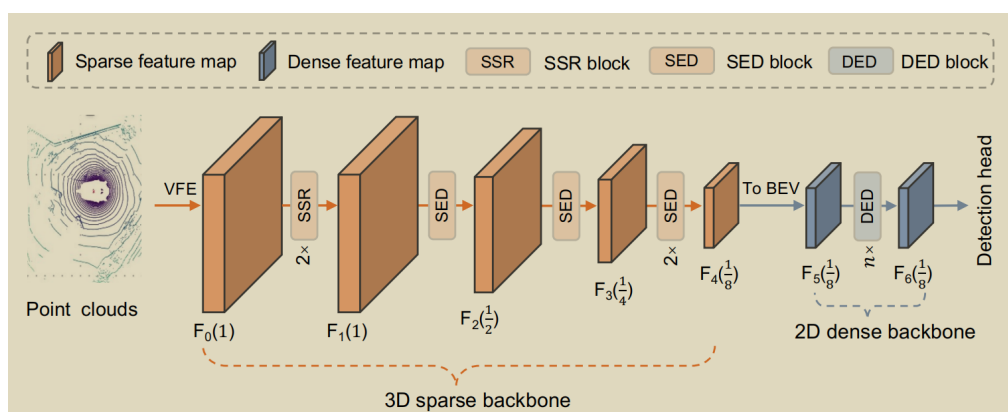 Sparse feature map Dense feature map SSR SSR block SED SED block DED DED block
VFE
2× SSR
SED
SED
2× SED
To BEV
n× DED
Detection head
Point clouds
F₀(1)
F₁(1)
F₂(1/2)
F₃(1/4)
F₄(1/8)
F₅(1/8)
F₆(1/8)
2D dense backbone
3D sparse backbone